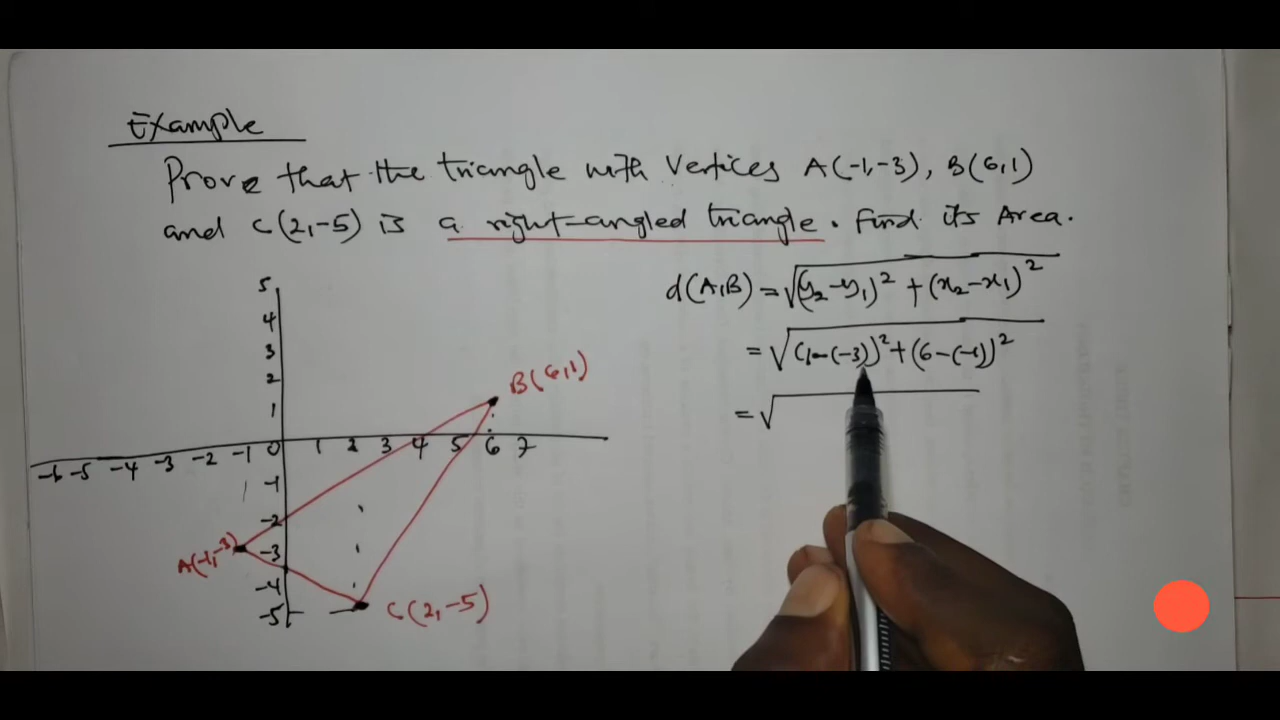 Example
Prove that the triangle with vertices A(-1,-3), B(6,1)
and C(2,-5) is a right-angled triangle. Find its Area.
d(A,B) = √(y₂-y₁)² + (x₂-x₁)²
= √(1-(-3))² + (6-(-1))²
= √
5
4
3
2
1
B(6,1)
-6 -5 -4 -3 -2 -1 0 1 2 3 4 5 6 7
-1
-2
A(-1,-3)
-3
-4
-5
C(2,-5)